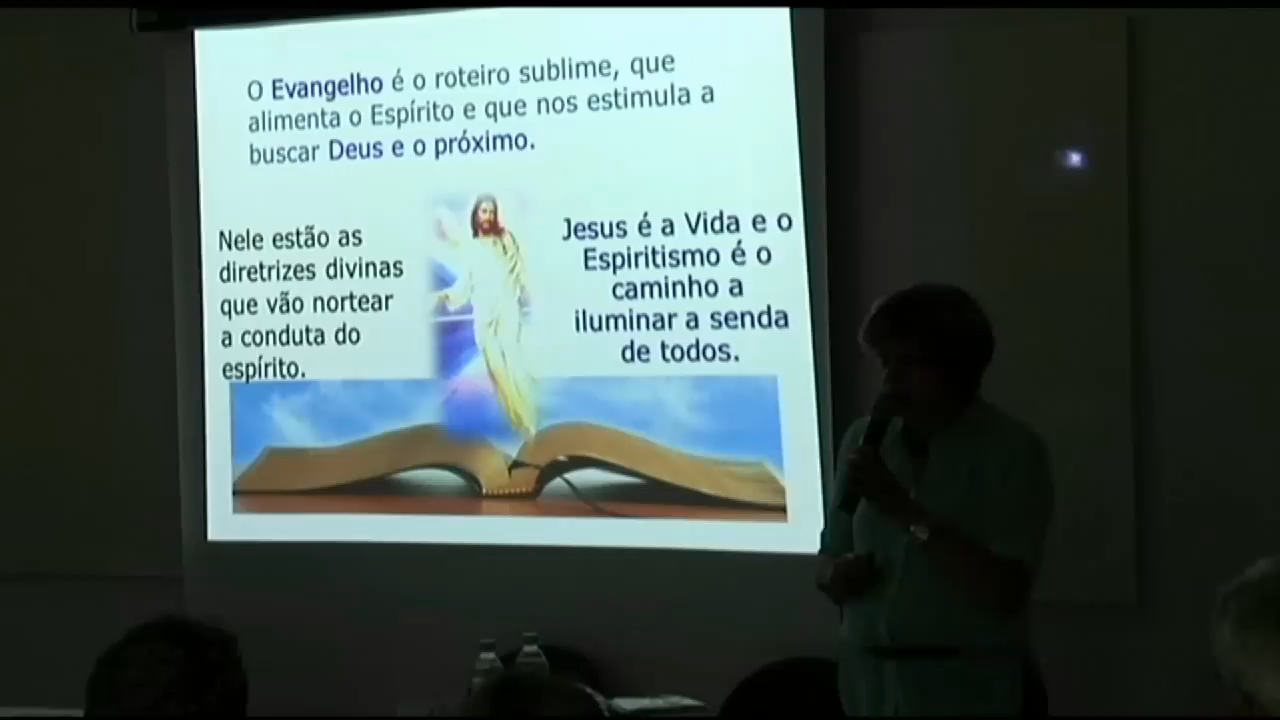 O Evangelho é o roteiro sublime, que
alimenta o Espírito e que nos estimula a
buscar Deus e o próximo.
Nele estão as
diretrizes divinas
que vão nortear
a conduta do
espírito.
Jesus é a Vida e o
Espiritismo é o
caminho a
iluminar a senda
de todos.